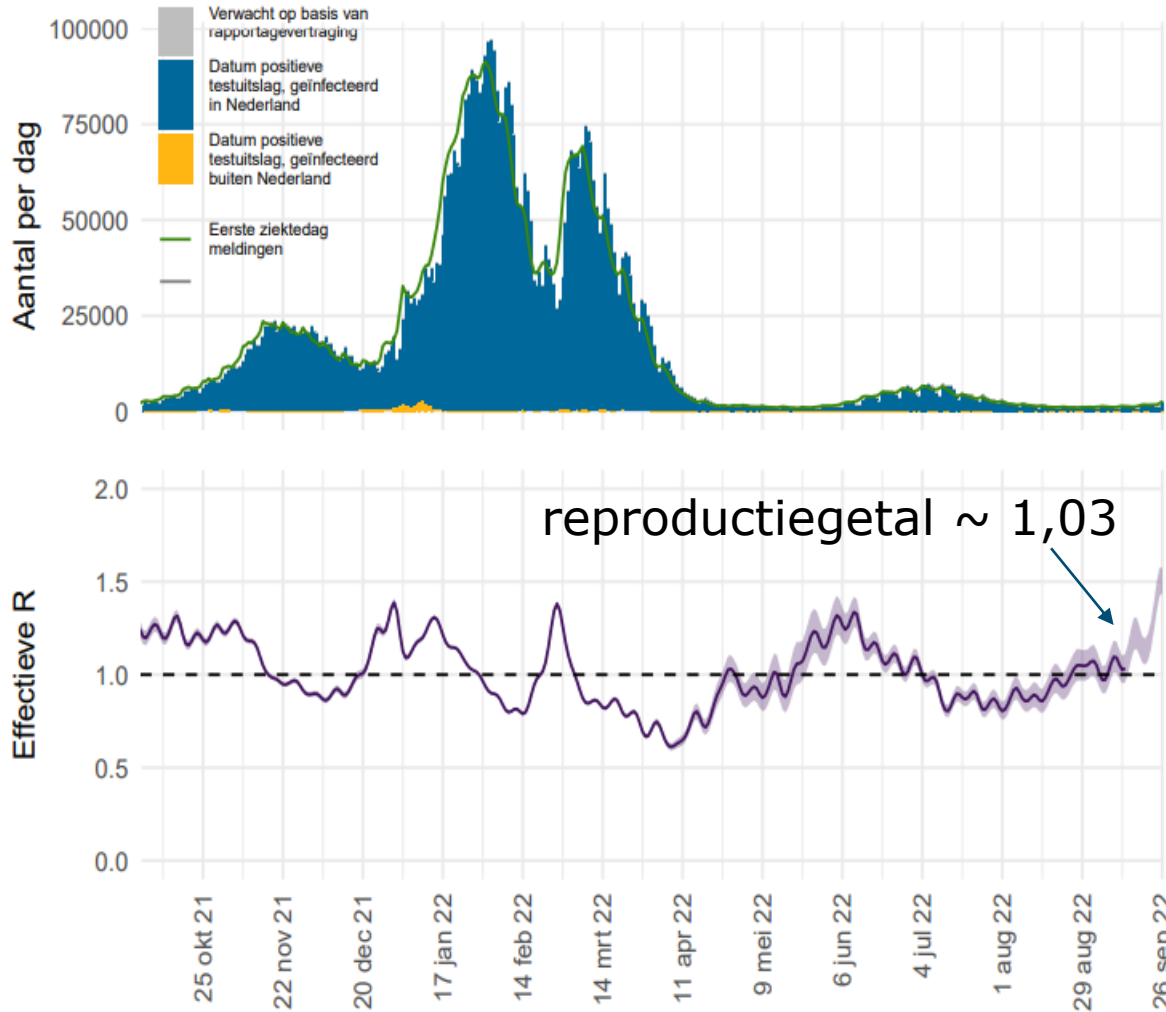 Verwacht op basis van
rapportagevertraging
Datum positieve
testuitslag, geïnfecteerd
in Nederland
Datum positieve
testuitslag, geïnfecteerd
buiten Nederland
Eerste ziektedag
meldingen
Aantal per dag
100000
75000
50000
25000
0
reproductiegetal ~ 1,03
Effectieve R
2.0
1.5
1.0
0.5
0.0
25 okt 21
22 nov 21
20 dec 21
17 jan 22
14 feb 22
14 mrt 22
11 apr 22
9 mei 22
6 jun 22
4 jul 22
1 aug 22
29 aug 22
26 sep 22